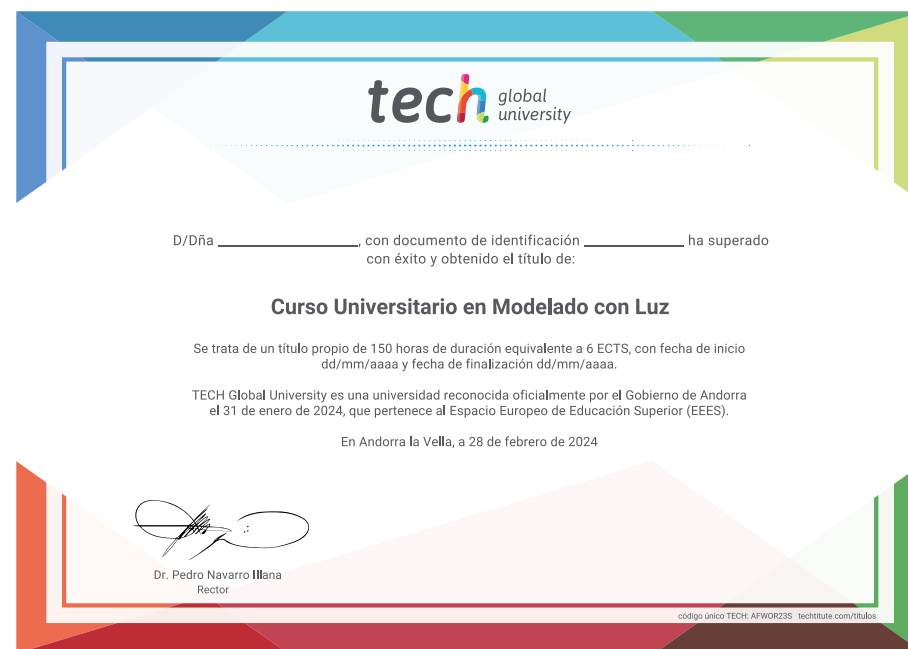 tech global
university
D/Dña ____________________, con documento de identificación ______________ ha superado
con éxito y obtenido el título de:
Curso Universitario en Modelado con Luz
Se trata de un título propio de 150 horas de duración equivalente a 6 ECTS, con fecha de inicio
dd/mm/aaaa y fecha de finalización dd/mm/aaaa.
TECH Global University es una universidad reconocida oficialmente por el Gobierno de Andorra
el 31 de enero de 2024, que pertenece al Espacio Europeo de Educación Superior (EEES).
En Andorra la Vella, a 28 de febrero de 2024
Dr. Pedro Navarro Illana
Rector
código único TECH: AFWOR23S techtitute.com/titulos